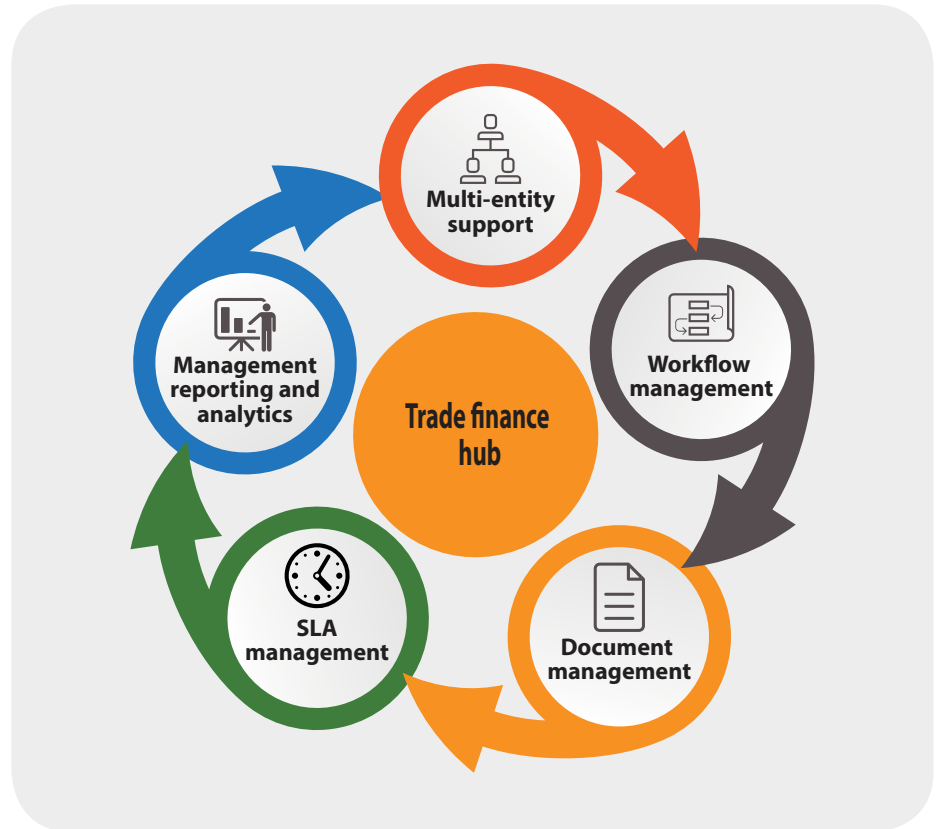 Multi-entity
support
Workflow
management
Document
management
SLA
management
Management
reporting and
analytics
Trade finance
hub